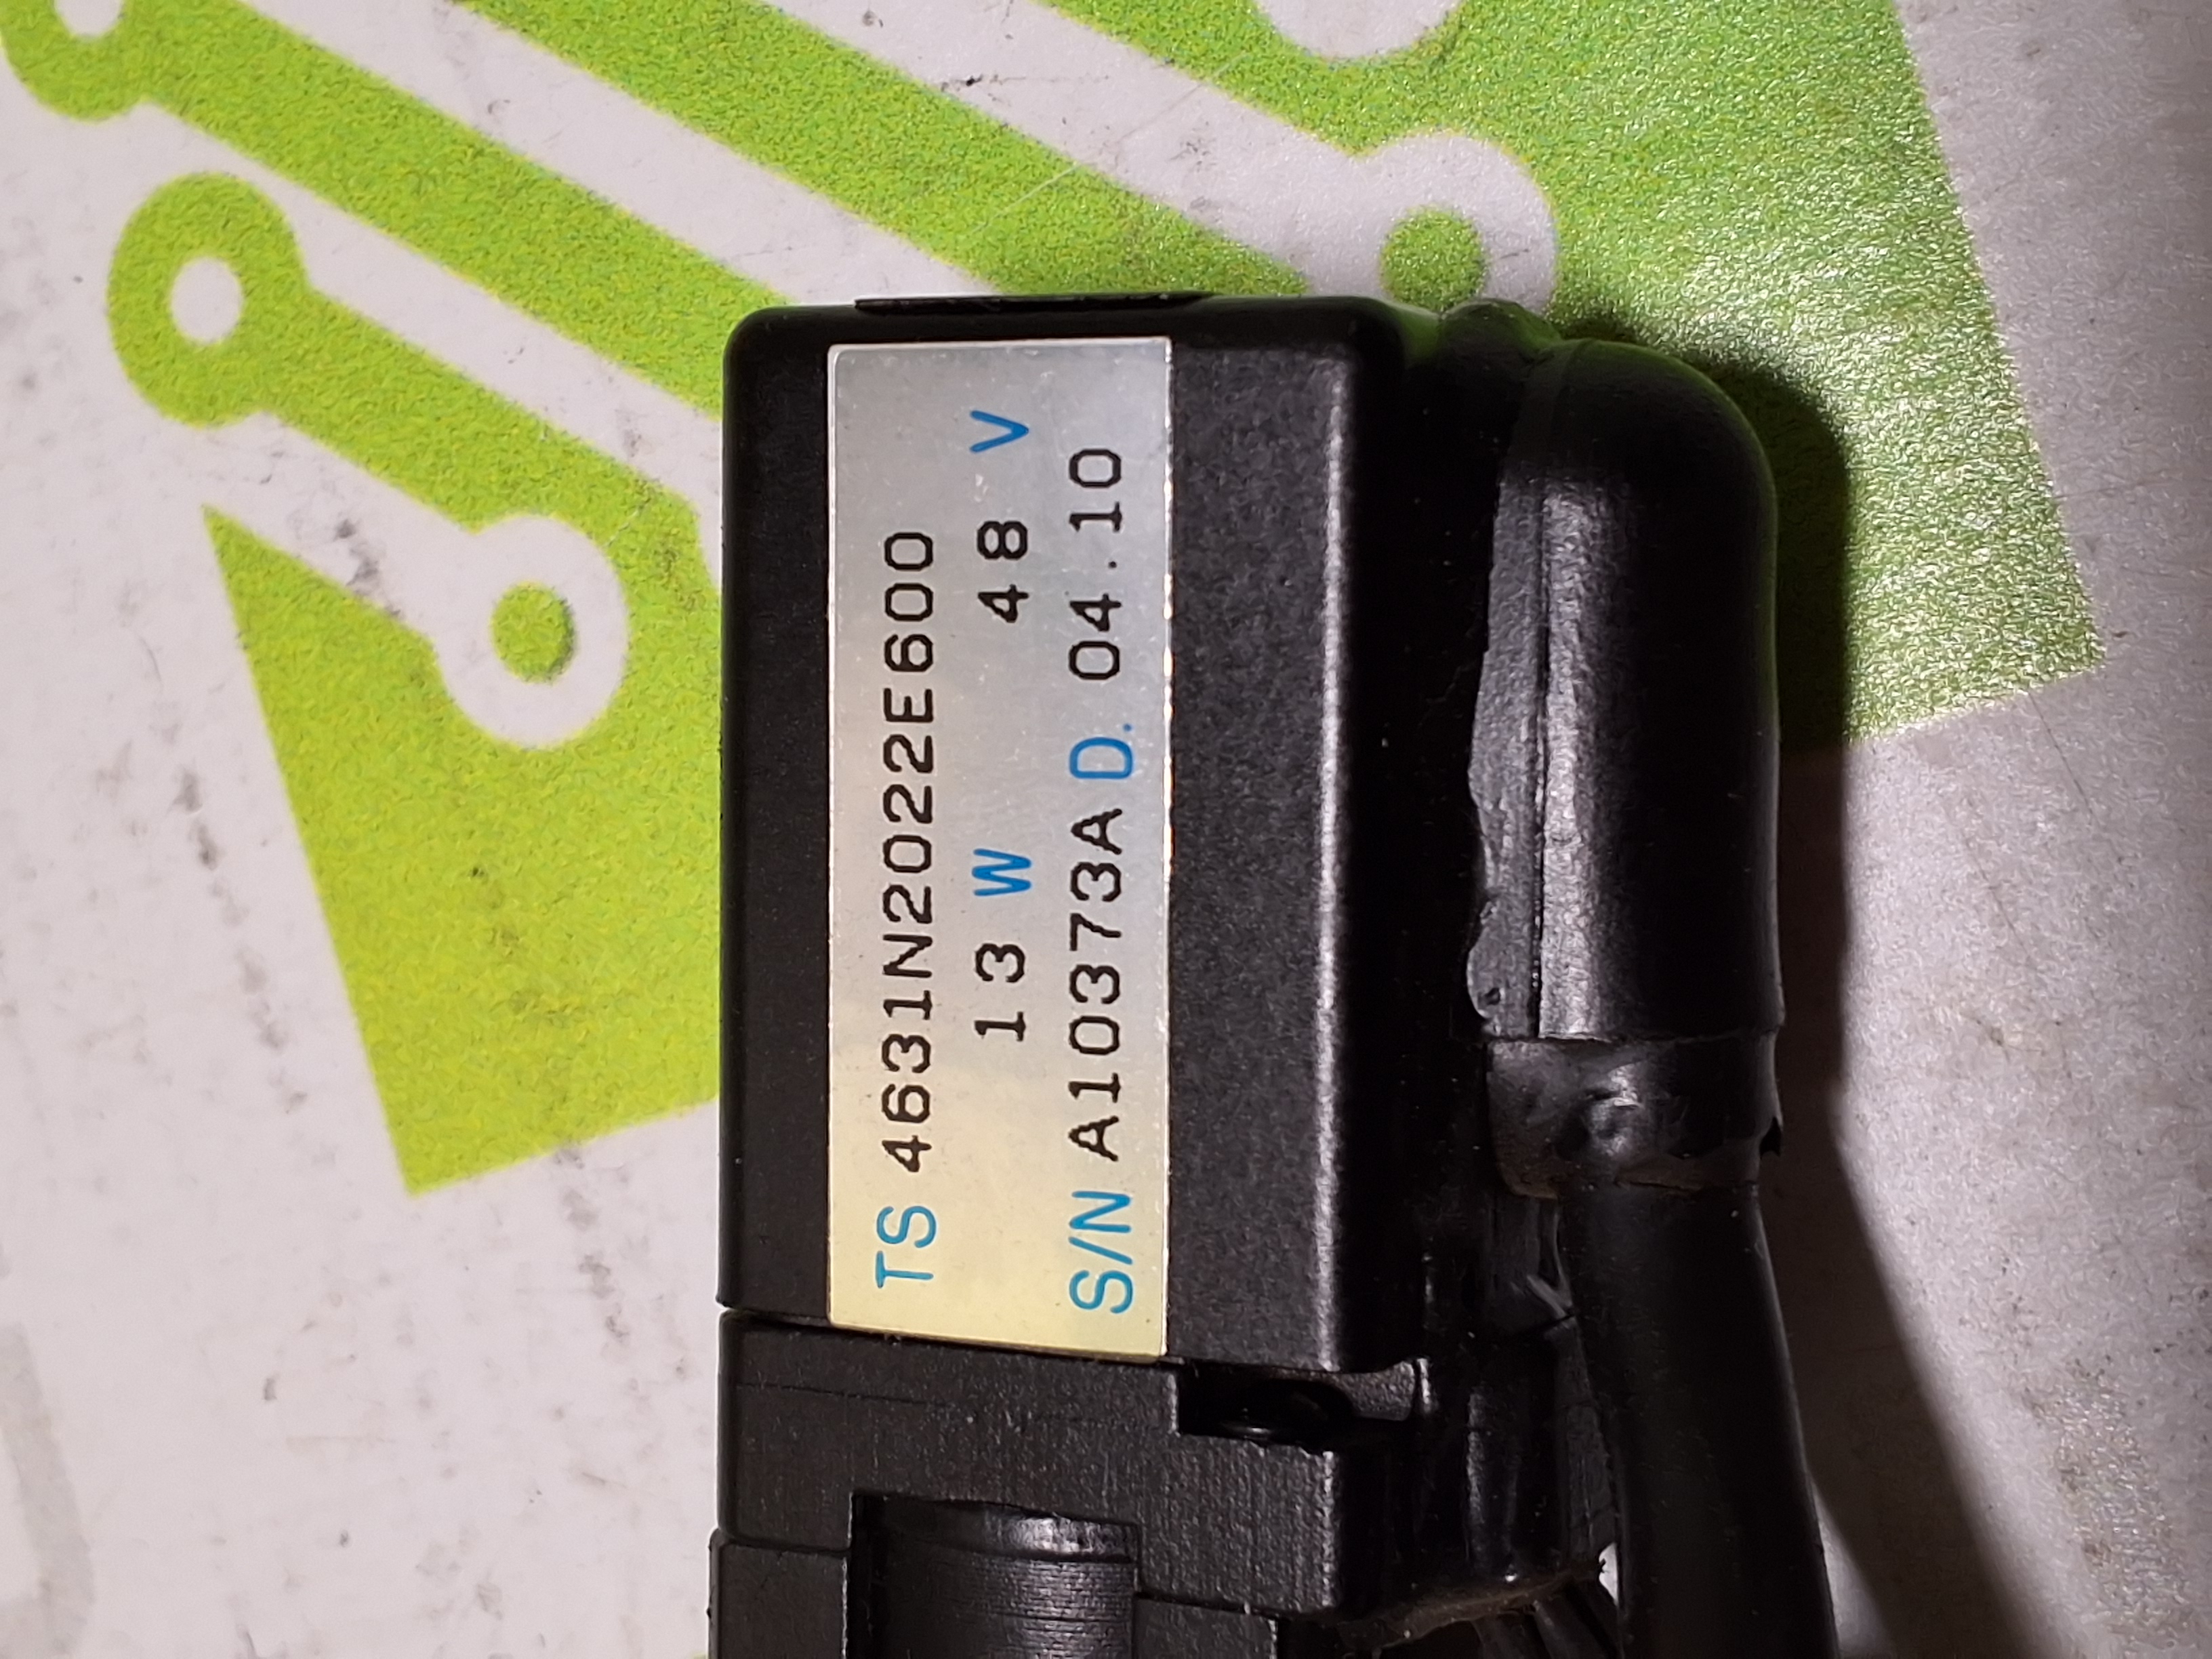 TS 4631N2022E600
13 W 48 V
S/N A10373A D. 04.10